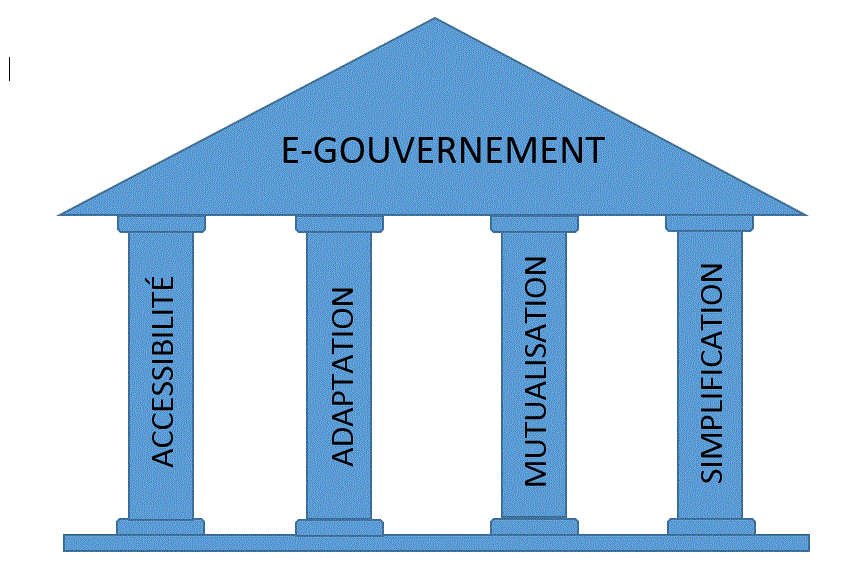 E-GOUVERNEMENT
ACCESSIBILITÉ
ADAPTATION
MUTUALISATION
SIMPLIFICATION